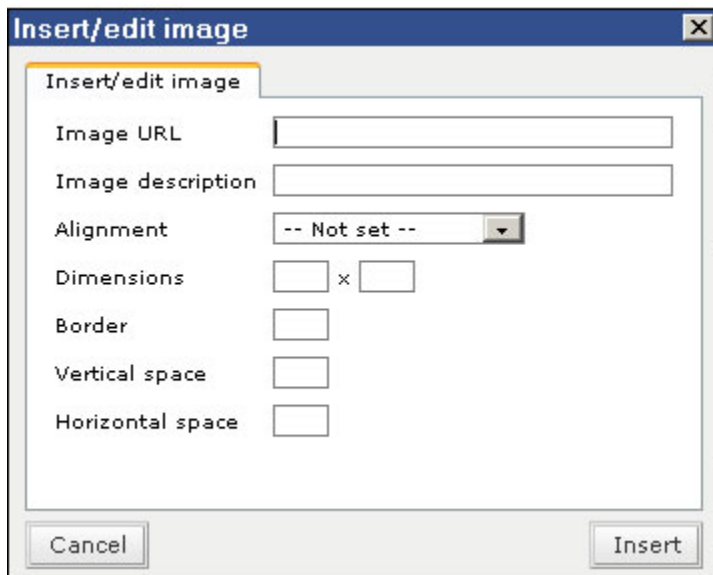 Insert/edit image
Insert/edit image
Image URL
Image description
Alignment -- Not set --
Dimensions x
Border
Vertical space
Horizontal space
Cancel Insert